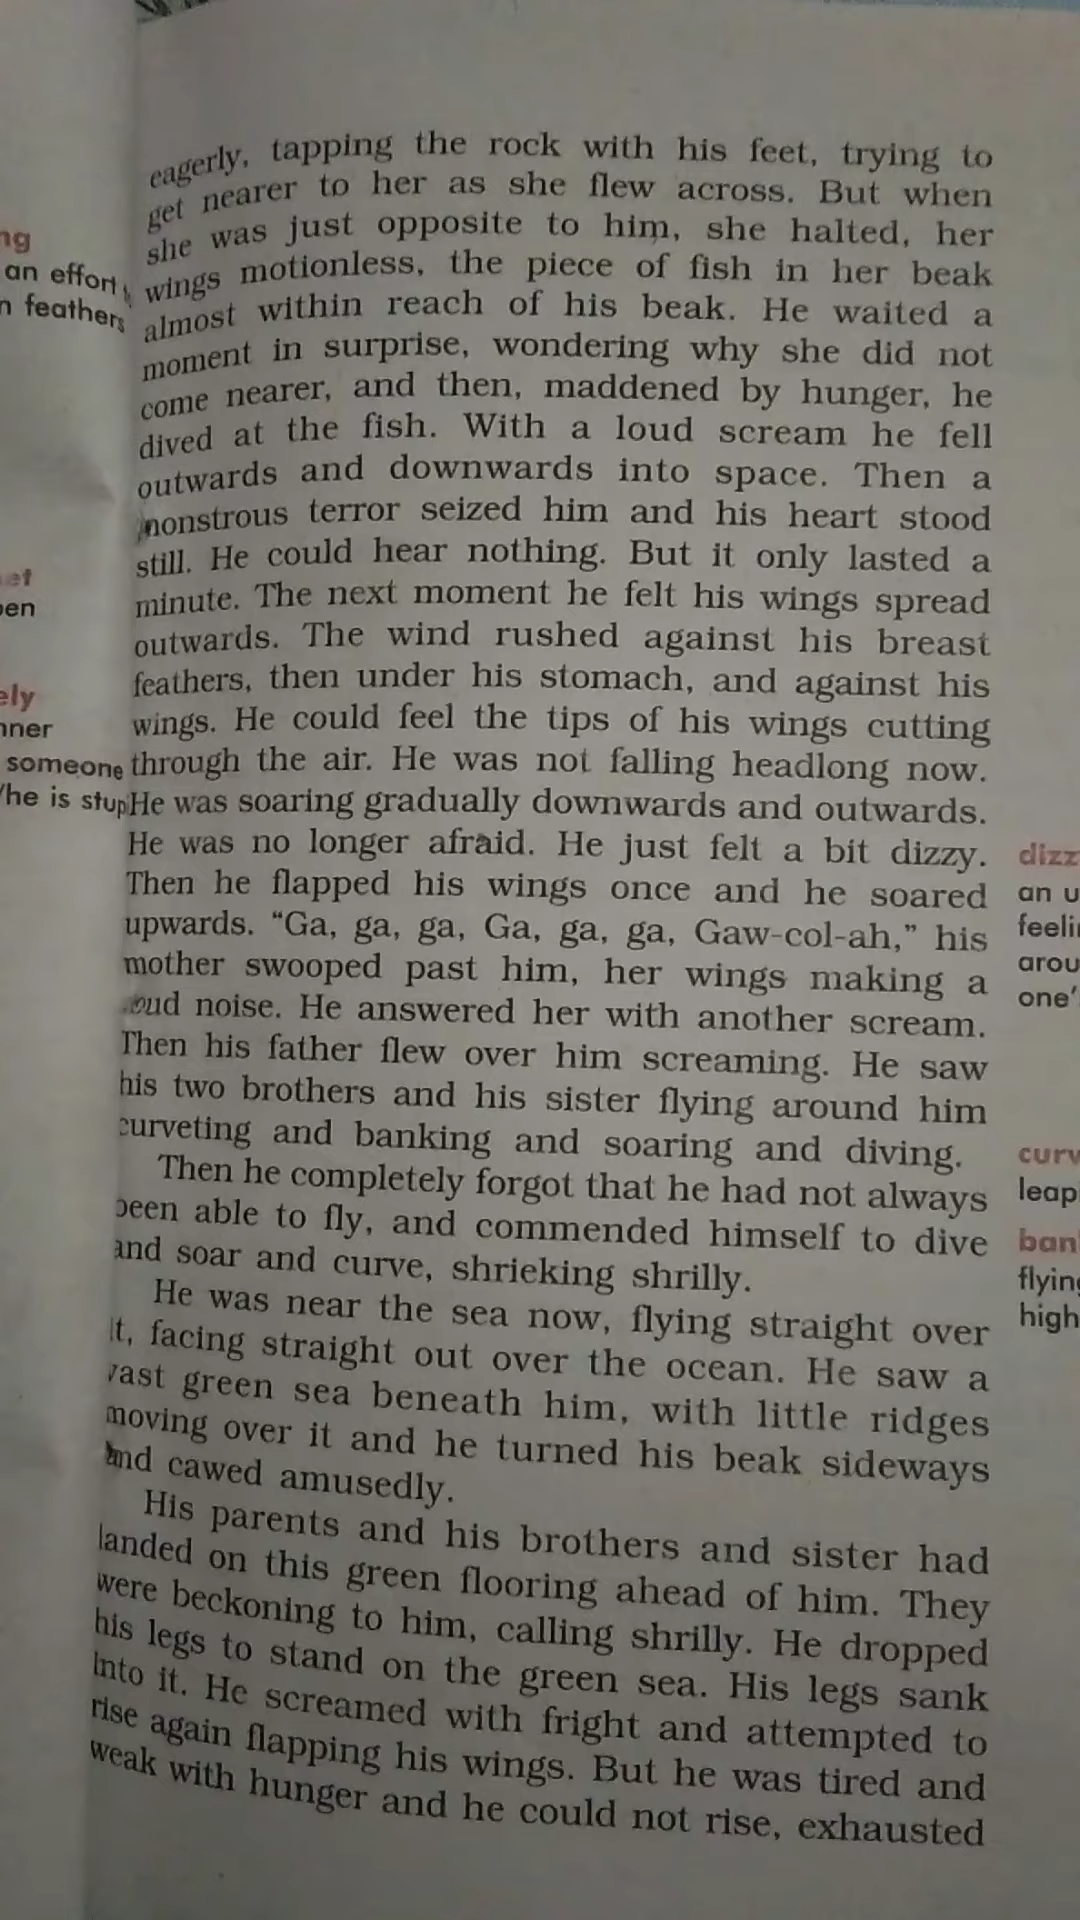 eagerly, tapping the rock with his feet, trying to
get nearer to her as she flew across. But when
she was just opposite to him, she halted, her
wings motionless, the piece of fish in her beak
almost within reach of his beak. He waited a
moment in surprise, wondering why she did not
come nearer, and then, maddened by hunger, he
dived at the fish. With a loud scream he fell
outwards and downwards into space. Then a
monstrous terror seized him and his heart stood
still. He could hear nothing. But it only lasted a
minute. The next moment he felt his wings spread
outwards. The wind rushed against his breast
feathers, then under his stomach, and against his
wings. He could feel the tips of his wings cutting
through the air. He was not falling headlong now.
He was soaring gradually downwards and outwards.
He was no longer afraid. He just felt a bit dizzy.
Then he flapped his wings once and he soared
upwards. “Ga, ga, ga, Ga, ga, ga, Gaw-col-ah,” his
mother swooped past him, her wings making a
loud noise. He answered her with another scream.
Then his father flew over him screaming. He saw
his two brothers and his sister flying around him
curveting and banking and soaring and diving.
Then he completely forgot that he had not always
been able to fly, and commended himself to dive
and soar and curve, shrieking shrilly.
He was near the sea now, flying straight over
it, facing straight out over the ocean. He saw a
vast green sea beneath him, with little ridges
moving over it and he turned his beak sideways
and cawed amusedly.
His parents and his brothers and sister had
landed on this green flooring ahead of him. They
were beckoning to him, calling shrilly. He dropped
his legs to stand on the green sea. His legs sank
into it. He screamed with fright and attempted to
rise again flapping his wings. But he was tired and
weak with hunger and he could not rise, exhausted
ng
an effort
n feathers
een
ely
nner
someone
he is stup
dizz
an u
feeli
arou
one'
curv
leap
ban
flying
high